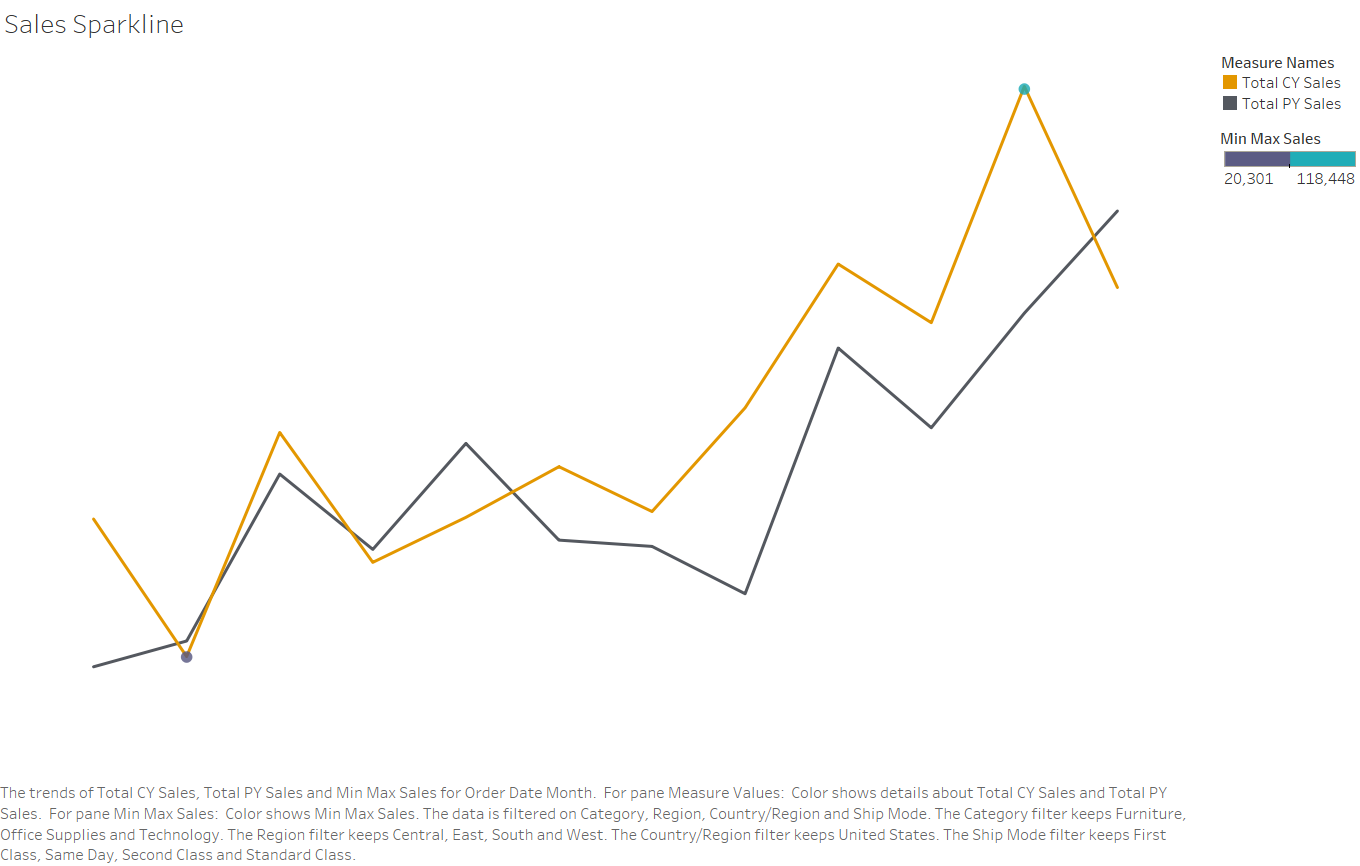 Sales Sparkline
Measure Names
Total CY Sales
Total PY Sales
Min Max Sales
20,301 118,448
The trends of Total CY Sales, Total PY Sales and Min Max Sales for Order Date Month.  For pane Measure Values:  Color shows details about Total CY Sales and Total PY
Sales.  For pane Min Max Sales:  Color shows Min Max Sales. The data is filtered on Category, Region, Country/Region and Ship Mode. The Category filter keeps Furniture,
Office Supplies and Technology. The Region filter keeps Central, East, South and West. The Country/Region filter keeps United States. The Ship Mode filter keeps First
Class, Same Day, Second Class and Standard Class.